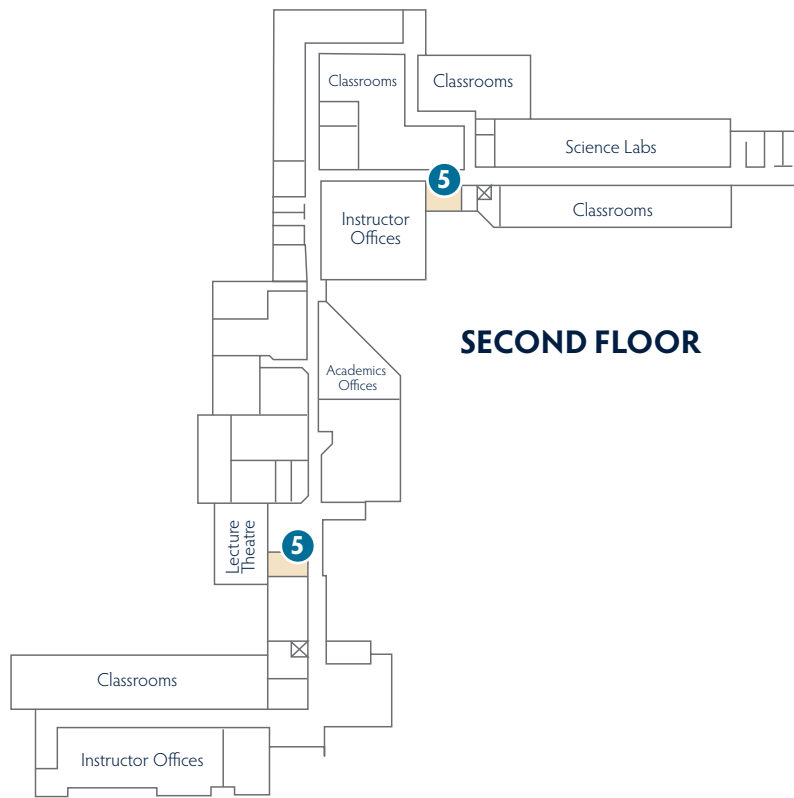 Classrooms
Classrooms
Science Labs
5
Classrooms
Instructor
Offices
SECOND FLOOR
Academics
Offices
Lecture
Theatre
5
Classrooms
Instructor Offices